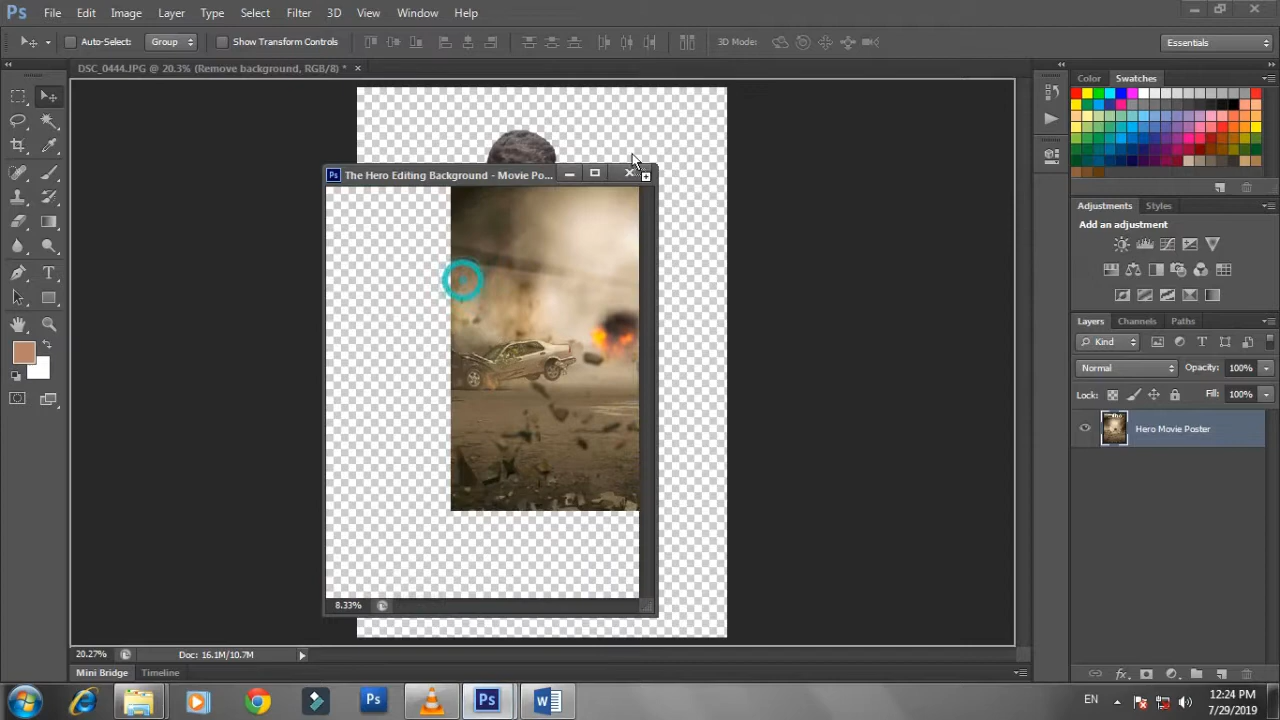 Ps File Edit Image Layer Type Select Filter 3D View Window Help
Auto-Select: Group Show Transform Controls 3D Mode: Essentials
DSC_0444.JPG @ 20.3% (Remove background, RGB/8) *
Color Swatches
Ps The Hero Editing Background - Movie Po...
Adjustments Styles
Add an adjustment
Layers Channels Paths
Kind
Normal Opacity: 100%
Lock: Fill: 100%
Hero Movie Poster
8.33%
20.27% Doc: 16.1M/10.7M
Mini Bridge Timeline
Ps Ps EN 12:24 PM
7/29/2019